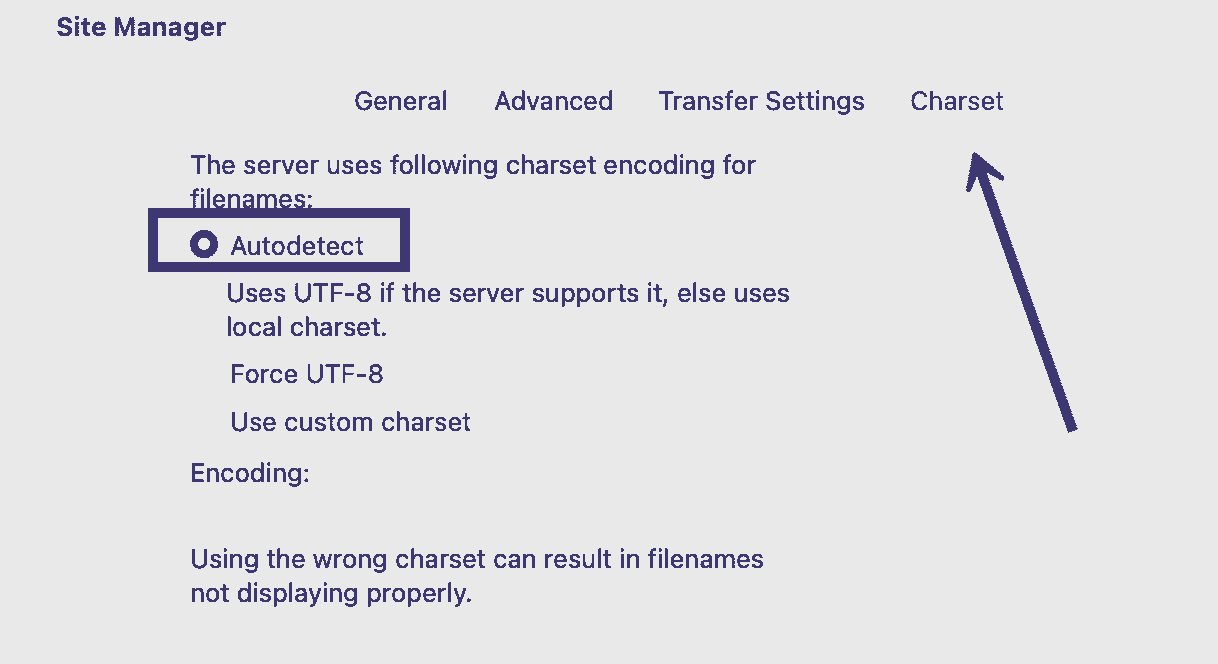 Site Manager
General Advanced Transfer Settings Charset
The server uses following charset encoding for
filenames:
Autodetect
Uses UTF-8 if the server supports it, else uses
local charset.
Force UTF-8
Use custom charset
Encoding:
Using the wrong charset can result in filenames
not displaying properly.